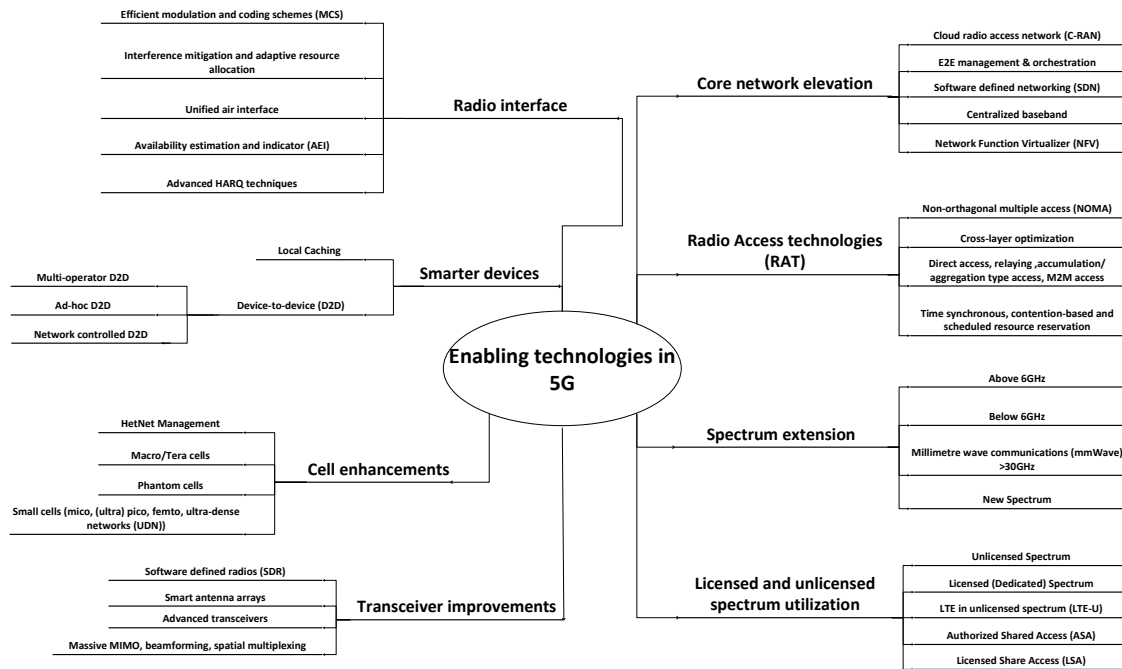 Efficient modulation and coding schemes (MCS)
Interference mitigation and adaptive resource
allocation
Unified air interface
Availability estimation and indicator (AEI)
Advanced HARQ techniques
Radio interface
Local Caching
Device-to-device (D2D)
Multi-operator D2D
Ad-hoc D2D
Network controlled D2D
Smarter devices
Enabling technologies in
5G
HetNet Management
Macro/Tera cells
Phantom cells
Small cells (mico, (ultra) pico, femto, ultra-dense
networks (UDN))
Cell enhancements
Software defined radios (SDR)
Smart antenna arrays
Advanced transceivers
Massive MIMO, beamforming, spatial multiplexing
Transceiver improvements
Core network elevation
Cloud radio access network (C-RAN)
E2E management & orchestration
Software defined networking (SDN)
Centralized baseband
Network Function Virtualizer (NFV)
Radio Access technologies
(RAT)
Non-orthogonal multiple access (NOMA)
Cross-layer optimization
Direct access, relaying ,accumulation/
aggregation type access, M2M access
Time synchronous, contention-based and
scheduled resource reservation
Spectrum extension
Above 6GHz
Below 6GHz
Millimetre wave communications (mmWave)
>30GHz
New Spectrum
Licensed and unlicensed
spectrum utilization
Unlicensed Spectrum
Licensed (Dedicated) Spectrum
LTE in unlicensed spectrum (LTE-U)
Authorized Shared Access (ASA)
Licensed Share Access (LSA)